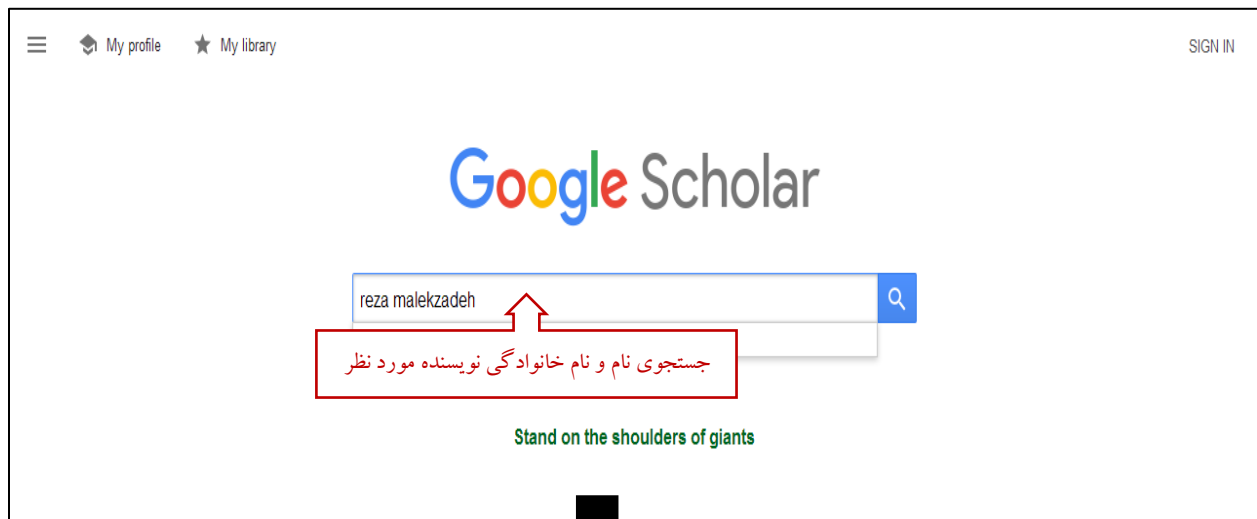 My profile My library SIGN IN
Google Scholar
reza malekzadeh
جستجوی نام و نام خانوادگی نویسنده مورد نظر
Stand on the shoulders of giants